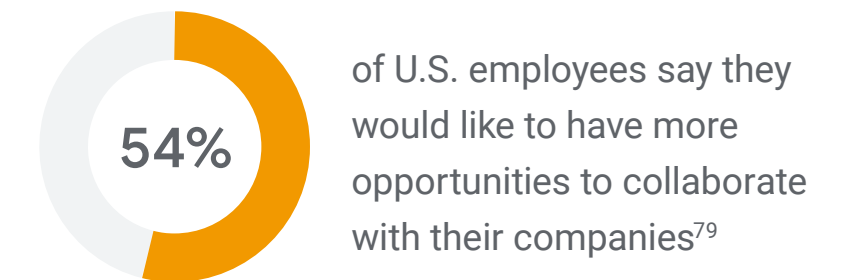 54%
of U.S. employees say they
would like to have more
opportunities to collaborate
with their companies79